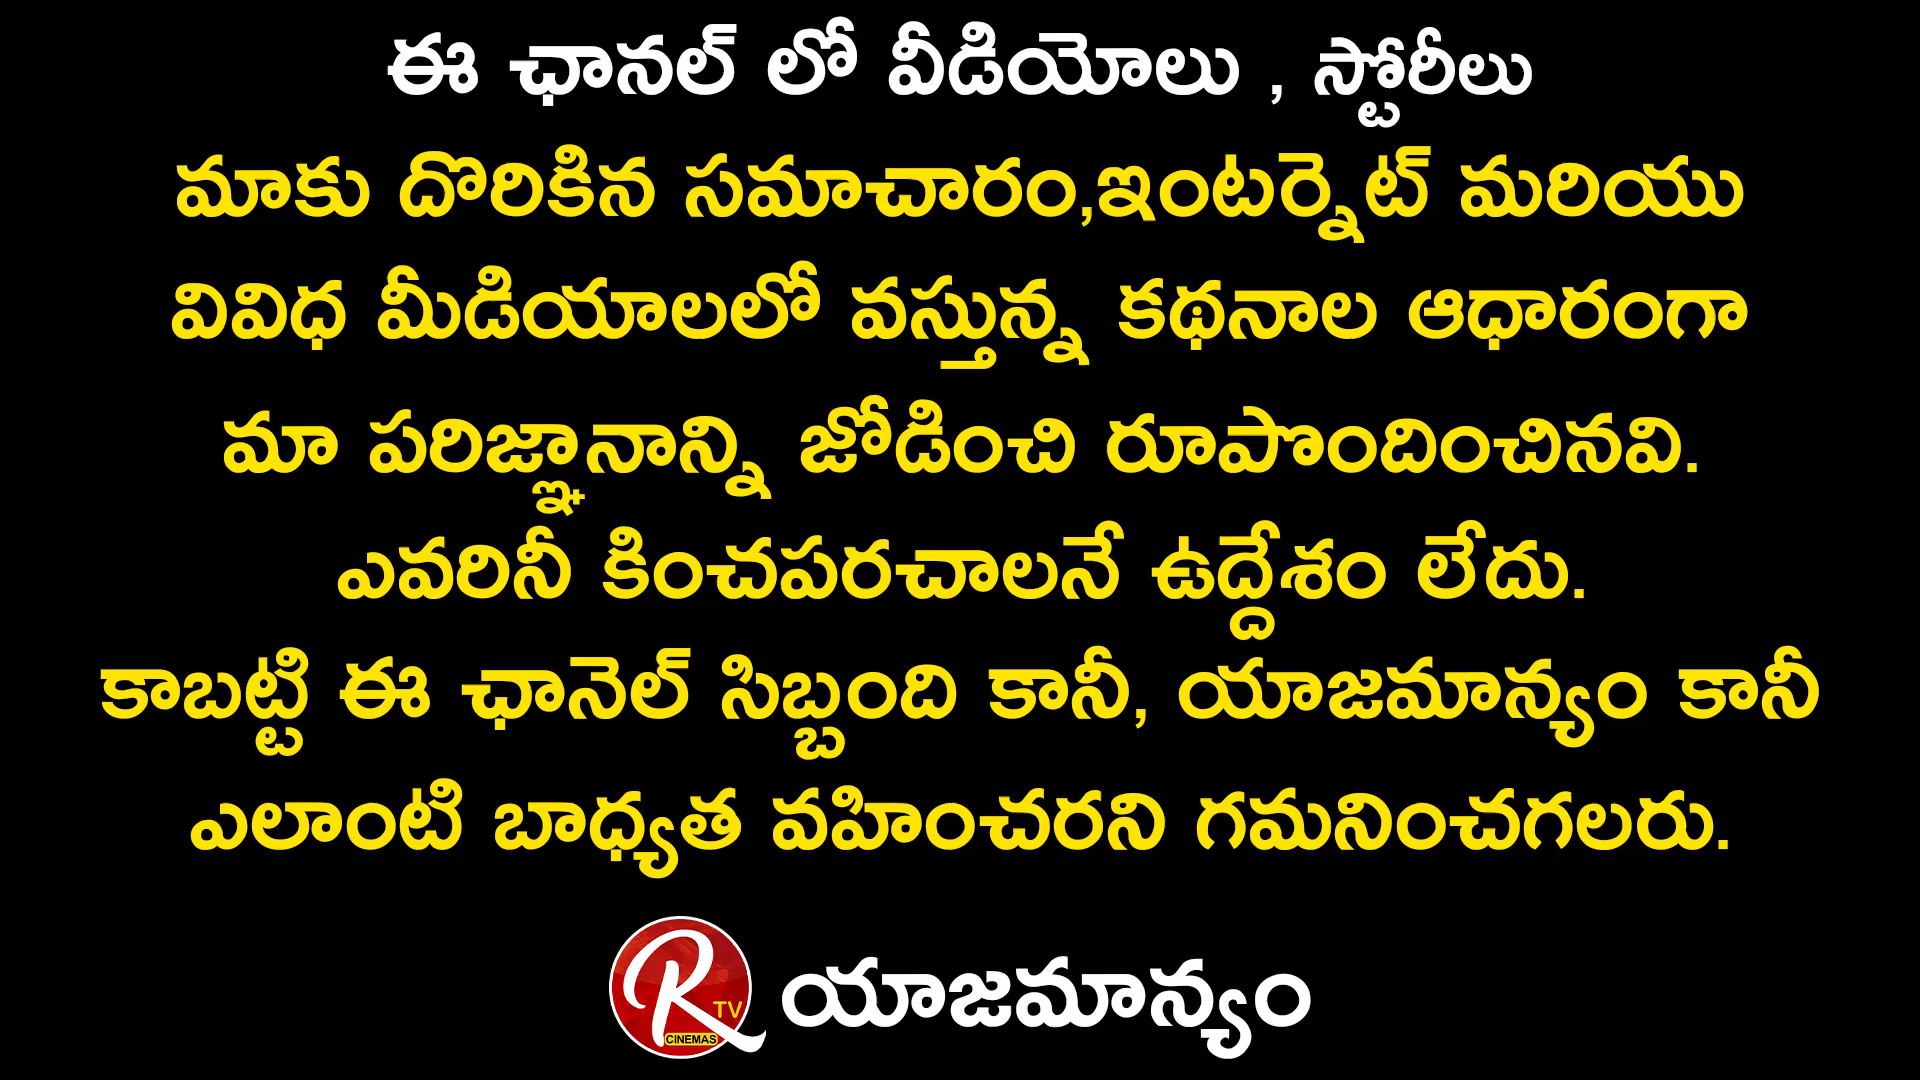 ఈ ఛానల్ లో వీడియోలు , స్టోరీలు
మాకు దొరికిన సమాచారం,ఇంటర్నెట్ మరియు
వివిధ మీడియాలలో వస్తున్న కథనాల ఆధారంగా
మా పరిజ్ఞానాన్ని జోడించి రూపొందించినవి.
ఎవరినీ కించపరచాలనే ఉద్దేశం లేదు.
కాబట్టి ఈ ఛానెల్ సిబ్బంది కానీ, యాజమాన్యం కానీ
ఎలాంటి బాధ్యత వహించరని గమనించగలరు.
R TV CINEMAS యాజమాన్యం